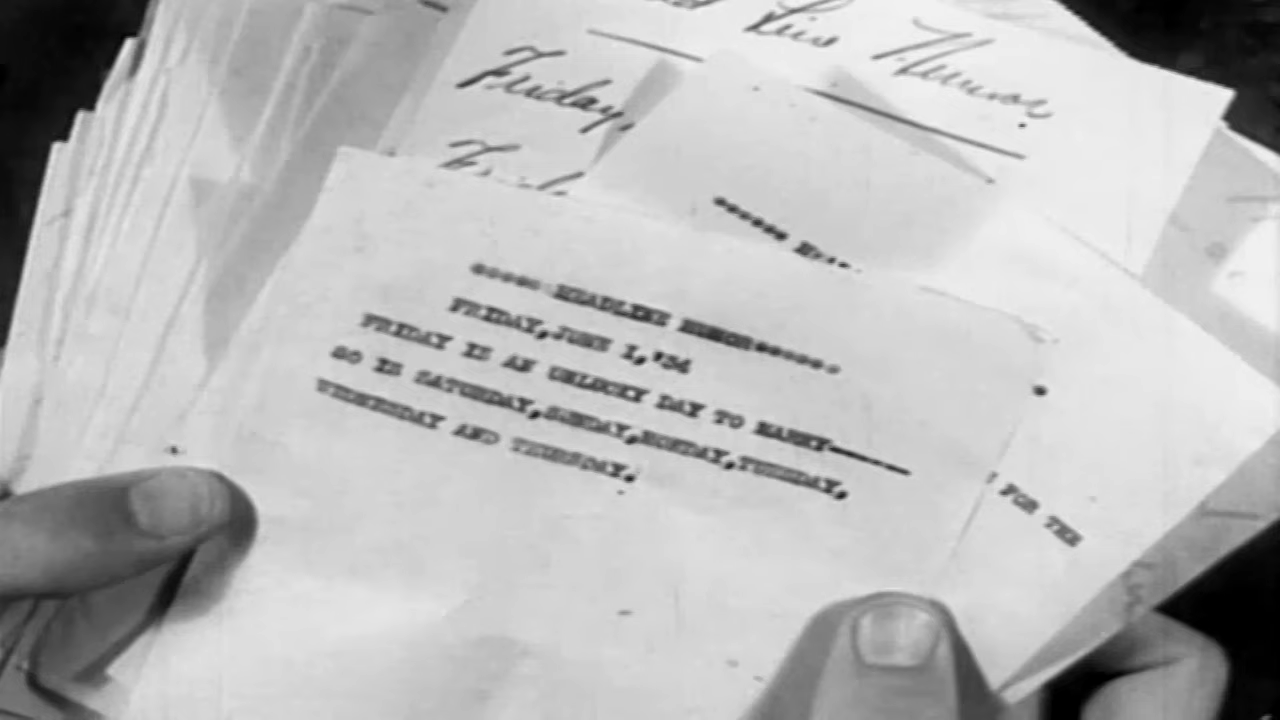 Friday,
*****HEADLINE HUMOR******
FRIDAY,JUNE 1,'34
FRIDAY IS AN UNLUCKY DAY TO MARRY-----
SO IS SATURDAY,SUNDAY,MONDAY,TUESDAY,
WEDNESDAY AND THURSDAY.
FOR THE